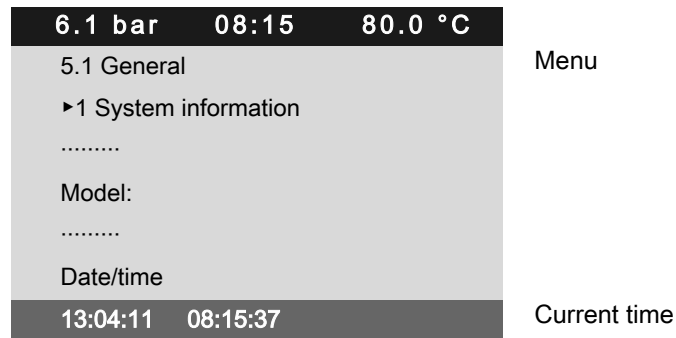 6.1 bar 08:15 80.0 °C
5.1 General Menu
▸1 System information
.........
Model:
.........
Date/time
13:04:11 08:15:37 Current time